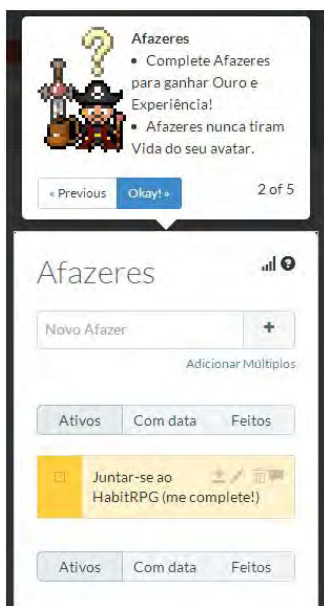 Afazeres
• Complete Afazeres
para ganhar Ouro e
Experiência!
• Afazeres nunca tiram
Vida do seu avatar.
« Previous Okay! » 2 of 5
Afazeres
Novo Afazer +
Adicionar Múltiplos
Ativos Com data Feitos
Juntar-se ao
HabitRPG (me complete!)
Ativos Com data Feitos